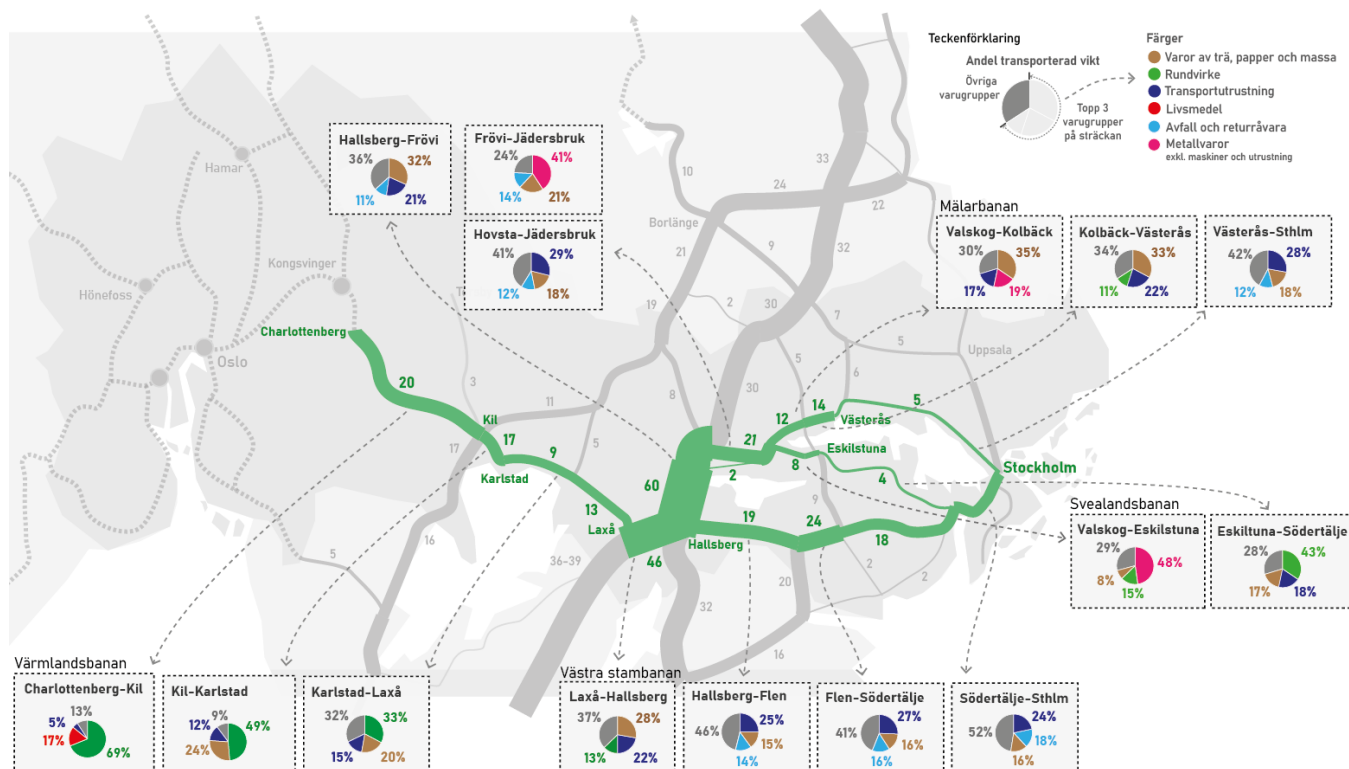 Teckenförklaring
Andel transporterad vikt
Övriga
varugrupper
Topp 3
varugrupper
på sträckan
Färger
Varor av trä, papper och massa
Rundvirke
Transportutrustning
Livsmedel
Avfall och returråvara
Metallvaror
exkl. maskiner och utrustning
Hallsberg-Frövi
36%
32%
11%
21%
Frövi-Jädersbruk
24%
41%
14%
21%
Hovsta-Jädersbruk
41%
29%
12%
18%
Mälarbanan
Valskog-Kolbäck
30%
35%
17%
19%
Kolbäck-Västerås
34%
33%
11%
22%
Västerås-Sthlm
42%
28%
12%
18%
Hamar
Kongsvinger
Hönefoss
Oslo
Charlottenberg
Borlänge
Uppsala
Kil
Karlstad
Laxå
Hallsberg
Västerås
Eskilstuna
Stockholm
33
10
24
22
21
9
32
19
2
30
7
5
5
6
3
8
30
11
17
5
16
5
36-39
9
2
2
20
32
16
20
17
9
13
46
60
21
2
12
14
5
8
4
19
24
18
Svealandsbanan
Valskog-Eskilstuna
29%
48%
8%
15%
Eskiltuna-Södertälje
28%
43%
17%
18%
Värmlandsbanan
Charlottenberg-Kil
13%
5%
17%
69%
Kil-Karlstad
9%
12%
49%
24%
Karlstad-Laxå
32%
33%
15%
20%
Västra stambanan
Laxå-Hallsberg
37%
28%
13%
22%
Hallsberg-Flen
46%
25%
15%
14%
Flen-Södertälje
41%
27%
16%
16%
Södertälje-Sthlm
52%
24%
18%
16%